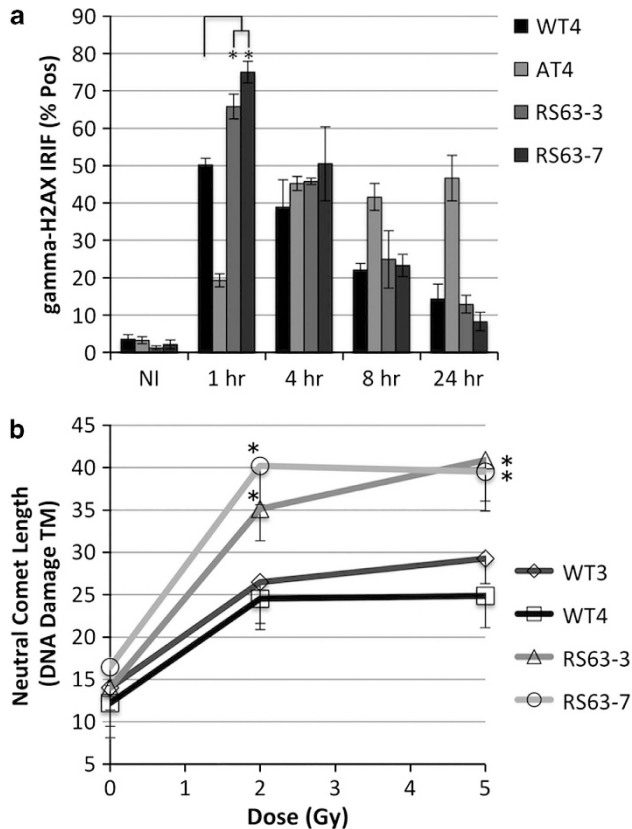 a
gamma-H2AX IRIF (% Pos)
90
80
70
60
50
40
30
20
10
0
NI 1 hr 4 hr 8 hr 24 hr
* *
WT4
AT4
RS63-3
RS63-7
b
Neutral Comet Length
(DNA Damage TM)
45
40
35
30
25
20
15
10
5
0 1 2 3 4 5
Dose (Gy)
*
*
*
*
WT3
WT4
RS63-3
RS63-7